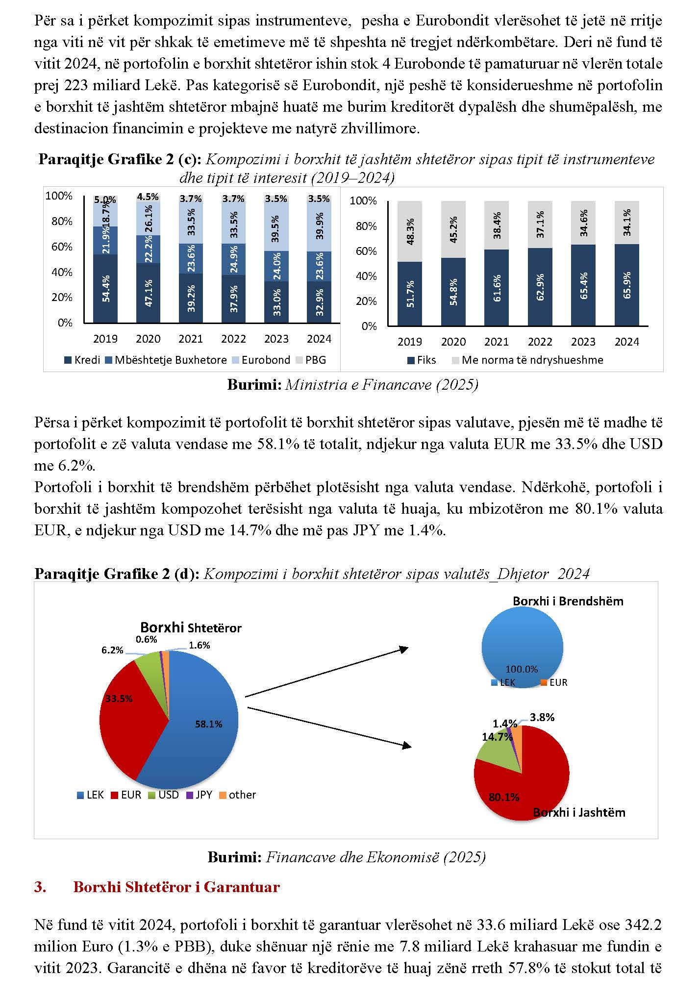 Për sa i përket kompozimit sipas instrumenteve, pesha e Eurobondit vlerësohet të jetë në rritje
nga viti në vit për shkak të emetimeve më të shpeshta në tregjet ndërkombëtare. Deri në fund të
vitit 2024, në portofolin e borxhit shtetëror ishin stok 4 Eurobonde të pamaturuar në vlerën totale
prej 223 miliard Lekë. Pas kategorisë së Eurobondit, një peshë të konsiderueshme në portofolin
e borxhit të jashtëm shtetëror mbajnë huatë me burim kreditorët dypalësh dhe shumëpalësh, me
destinacion financimin e projekteve me natyrë zhvillimore.
Paraqitje Grafike 2 (c): Kompozimi i borxhit të jashtëm shtetëror sipas tipit të instrumenteve
dhe tipit të interesit (2019–2024)
100%
80%
60%
40%
20%
0%
5.0% 4.5% 3.7% 3.7% 3.5% 3.5%
18.7% 26.1% 33.5% 33.5% 39.5% 39.9%
21.9% 22.2% 23.6% 24.9% 24.0% 23.6%
54.4% 47.1% 39.2% 37.9% 33.0% 32.9%
2019 2020 2021 2022 2023 2024
Kredi Mbështetje Buxhetore Eurobond PBG
100%
80%
60%
40%
20%
0%
48.3% 45.2% 38.4% 37.1% 34.6% 34.1%
51.7% 54.8% 61.6% 62.9% 65.4% 65.9%
2019 2020 2021 2022 2023 2024
Fiks Me norma të ndryshueshme
Burimi: Ministria e Financave (2025)
Përsa i përket kompozimit të portofolit të borxhit shtetëror sipas valutave, pjesën më të madhe të
portofolit e zë valuta vendase me 58.1% të totalit, ndjekur nga valuta EUR me 33.5% dhe USD
me 6.2%.
Portofoli i borxhit të brendshëm përbëhet plotësisht nga valuta vendase. Ndërkohë, portofoli i
borxhit të jashtëm kompozohet terësisht nga valuta të huaja, ku mbizotëron me 80.1% valuta
EUR, e ndjekur nga USD me 14.7% dhe më pas JPY me 1.4%.
Paraqitje Grafike 2 (d): Kompozimi i borxhit shtetëror sipas valutës_Dhjetor 2024
Borxhi Shtetëror
0.6%
6.2%
1.6%
33.5%
58.1%
LEK EUR USD JPY other
Borxhi i Brendshëm
100.0%
LEK EUR
3.8%
1.4%
14.7%
80.1%
Borxhi i Jashtëm
Burimi: Financave dhe Ekonomisë (2025)
3. Borxhi Shtetëror i Garantuar
Në fund të vitit 2024, portofoli i borxhit të garantuar vlerësohet në 33.6 miliard Lekë ose 342.2
milion Euro (1.3% e PBB), duke shënuar një rënie me 7.8 miliard Lekë krahasuar me fundin e
vitit 2023. Garancitë e dhëna në favor të kreditorëve të huaj zënë rreth 57.8% të stokut total të